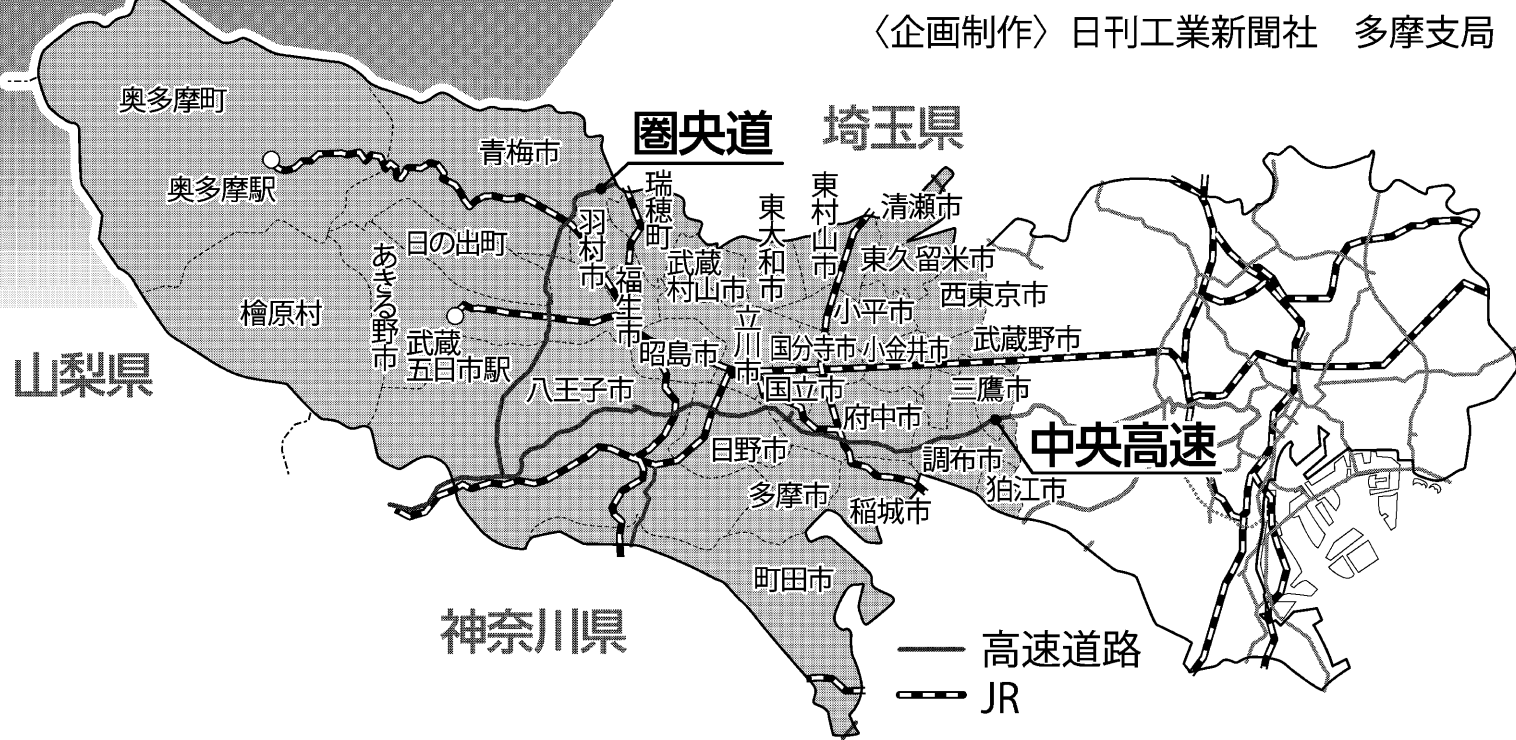 〈企画制作〉日刊工業新聞社　多摩支局
奥多摩町
圏央道
埼玉県
青梅市
奥多摩駅
瑞穂町
東村山市
清瀬市
東大和市
羽村市
日の出町
武蔵
村山市
東久留米市
あきる野市
福生市
西東京市
檜原村
小平市
立川市
武蔵
五日市駅
昭島市
国分寺市
小金井市
武蔵野市
山梨県
八王子市
国立市
三鷹市
府中市
中央高速
日野市
調布市
多摩市
稲城市
狛江市
町田市
神奈川県
高速道路
JR